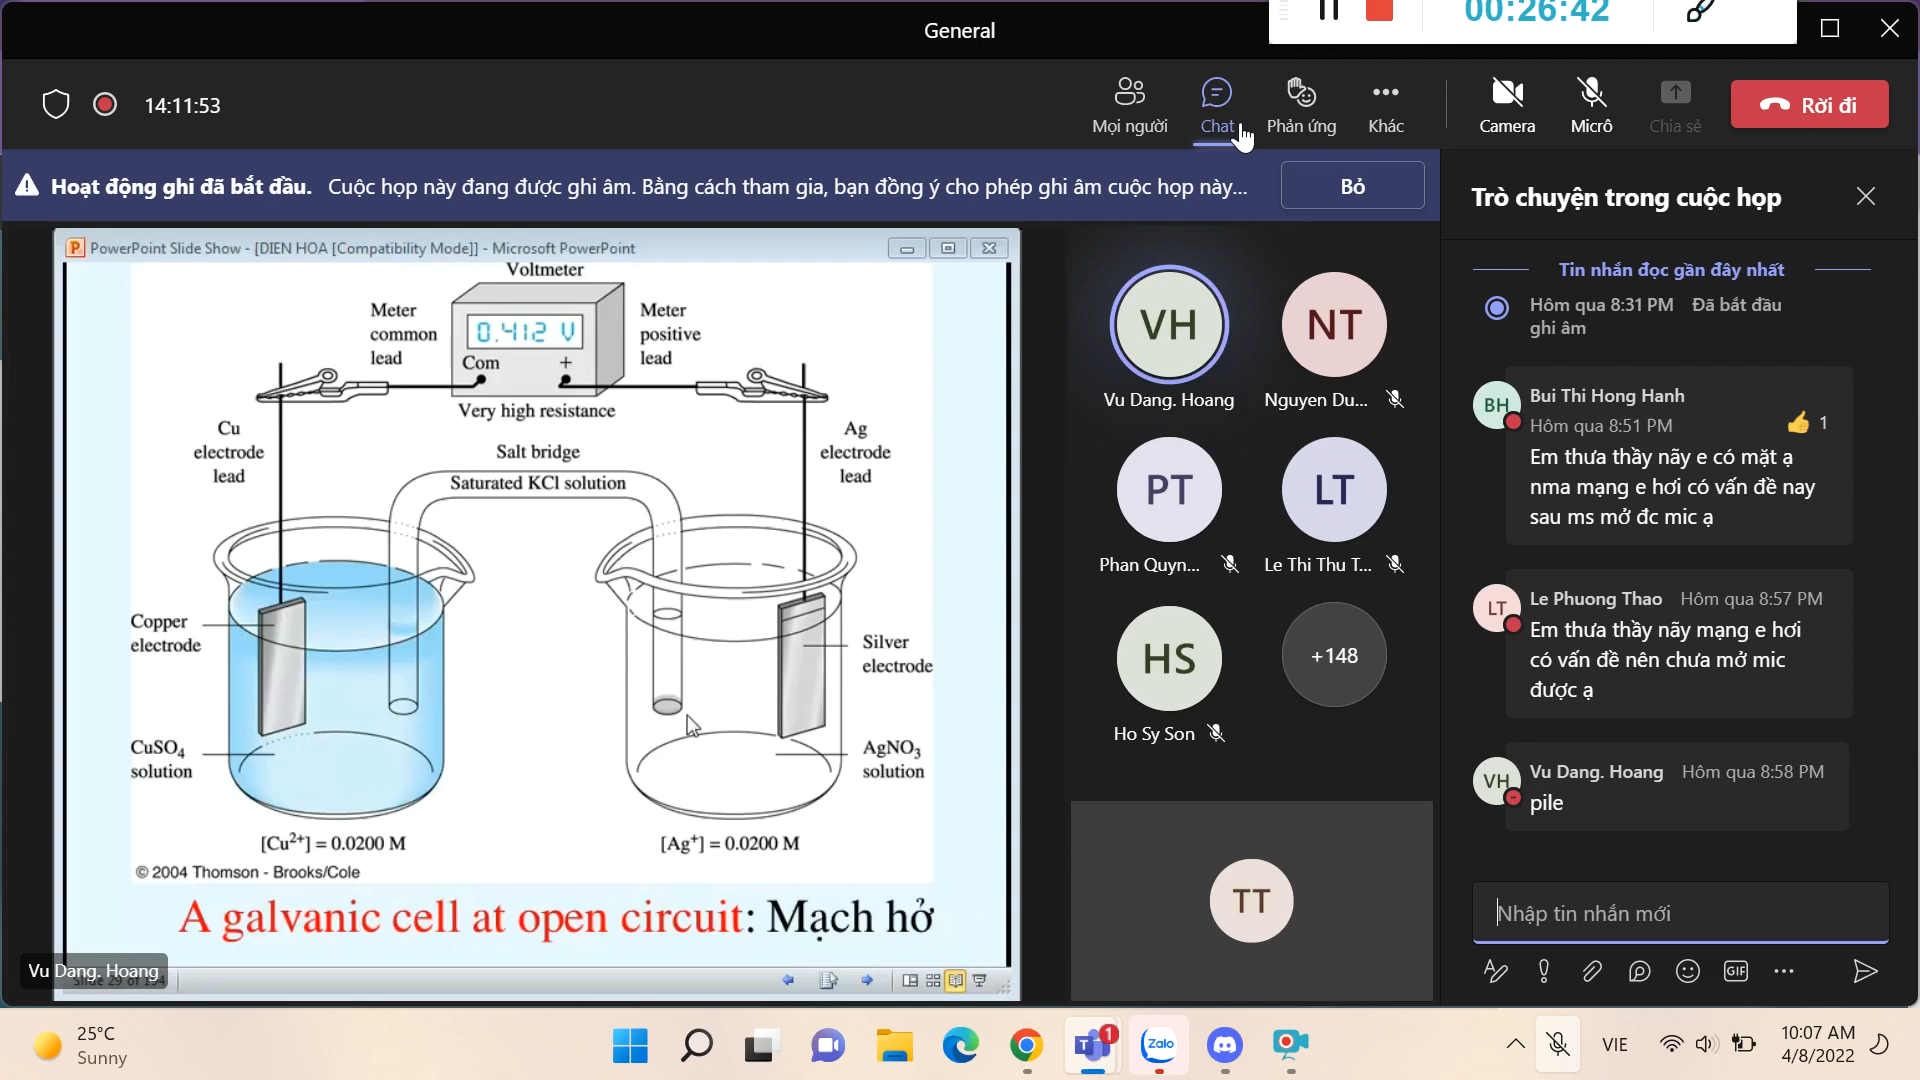 General
00:26:42
14:11:53
Mọi người
Chat
Phản ứng
Khác
Camera
Micrô
Chia sẻ
Rời đi
Hoạt động ghi đã bắt đầu. Cuộc họp này đang được ghi âm. Bằng cách tham gia, bạn đồng ý cho phép ghi âm cuộc họp này...
Bỏ
PowerPoint Slide Show - [DIEN HOA [Compatibility Mode]] - Microsoft PowerPoint
Voltmeter
Meter
common
lead
0.412 V
Com +
Meter
positive
lead
Very high resistance
Cu
electrode
lead
Salt bridge
Saturated KCl solution
Ag
electrode
lead
Copper
electrode
Silver
electrode
CuSO4
solution
AgNO3
solution
[Cu2+] = 0.0200 M
[Ag+] = 0.0200 M
© 2004 Thomson - Brooks/Cole
A galvanic cell at open circuit: Mạch hở
Vu Dang. Hoang
VH
Vu Dang. Hoang
NT
Nguyen Du...
PT
Phan Quyn...
LT
Le Thi Thu T...
HS
Ho Sy Son
+148
TT
Trò chuyện trong cuộc họp
Tin nhắn đọc gần đây nhất
Hôm qua 8:31 PM Đã bắt đầu
ghi âm
BH
Bui Thi Hong Hanh
Hôm qua 8:51 PM
👍 1
Em thưa thầy nãy e có mặt ạ
nma mạng e hơi có vấn đề nay
sau ms mở đc mic ạ
LT
Le Phuong Thao Hôm qua 8:57 PM
Em thưa thầy nãy mạng e hơi
có vấn đề nên chưa mở mic
được ạ
VH
Vu Dang. Hoang Hôm qua 8:58 PM
pile
Nhập tin nhắn mới
GIF
25°C
Sunny
1
Zalo
VIE
10:07 AM
4/8/2022